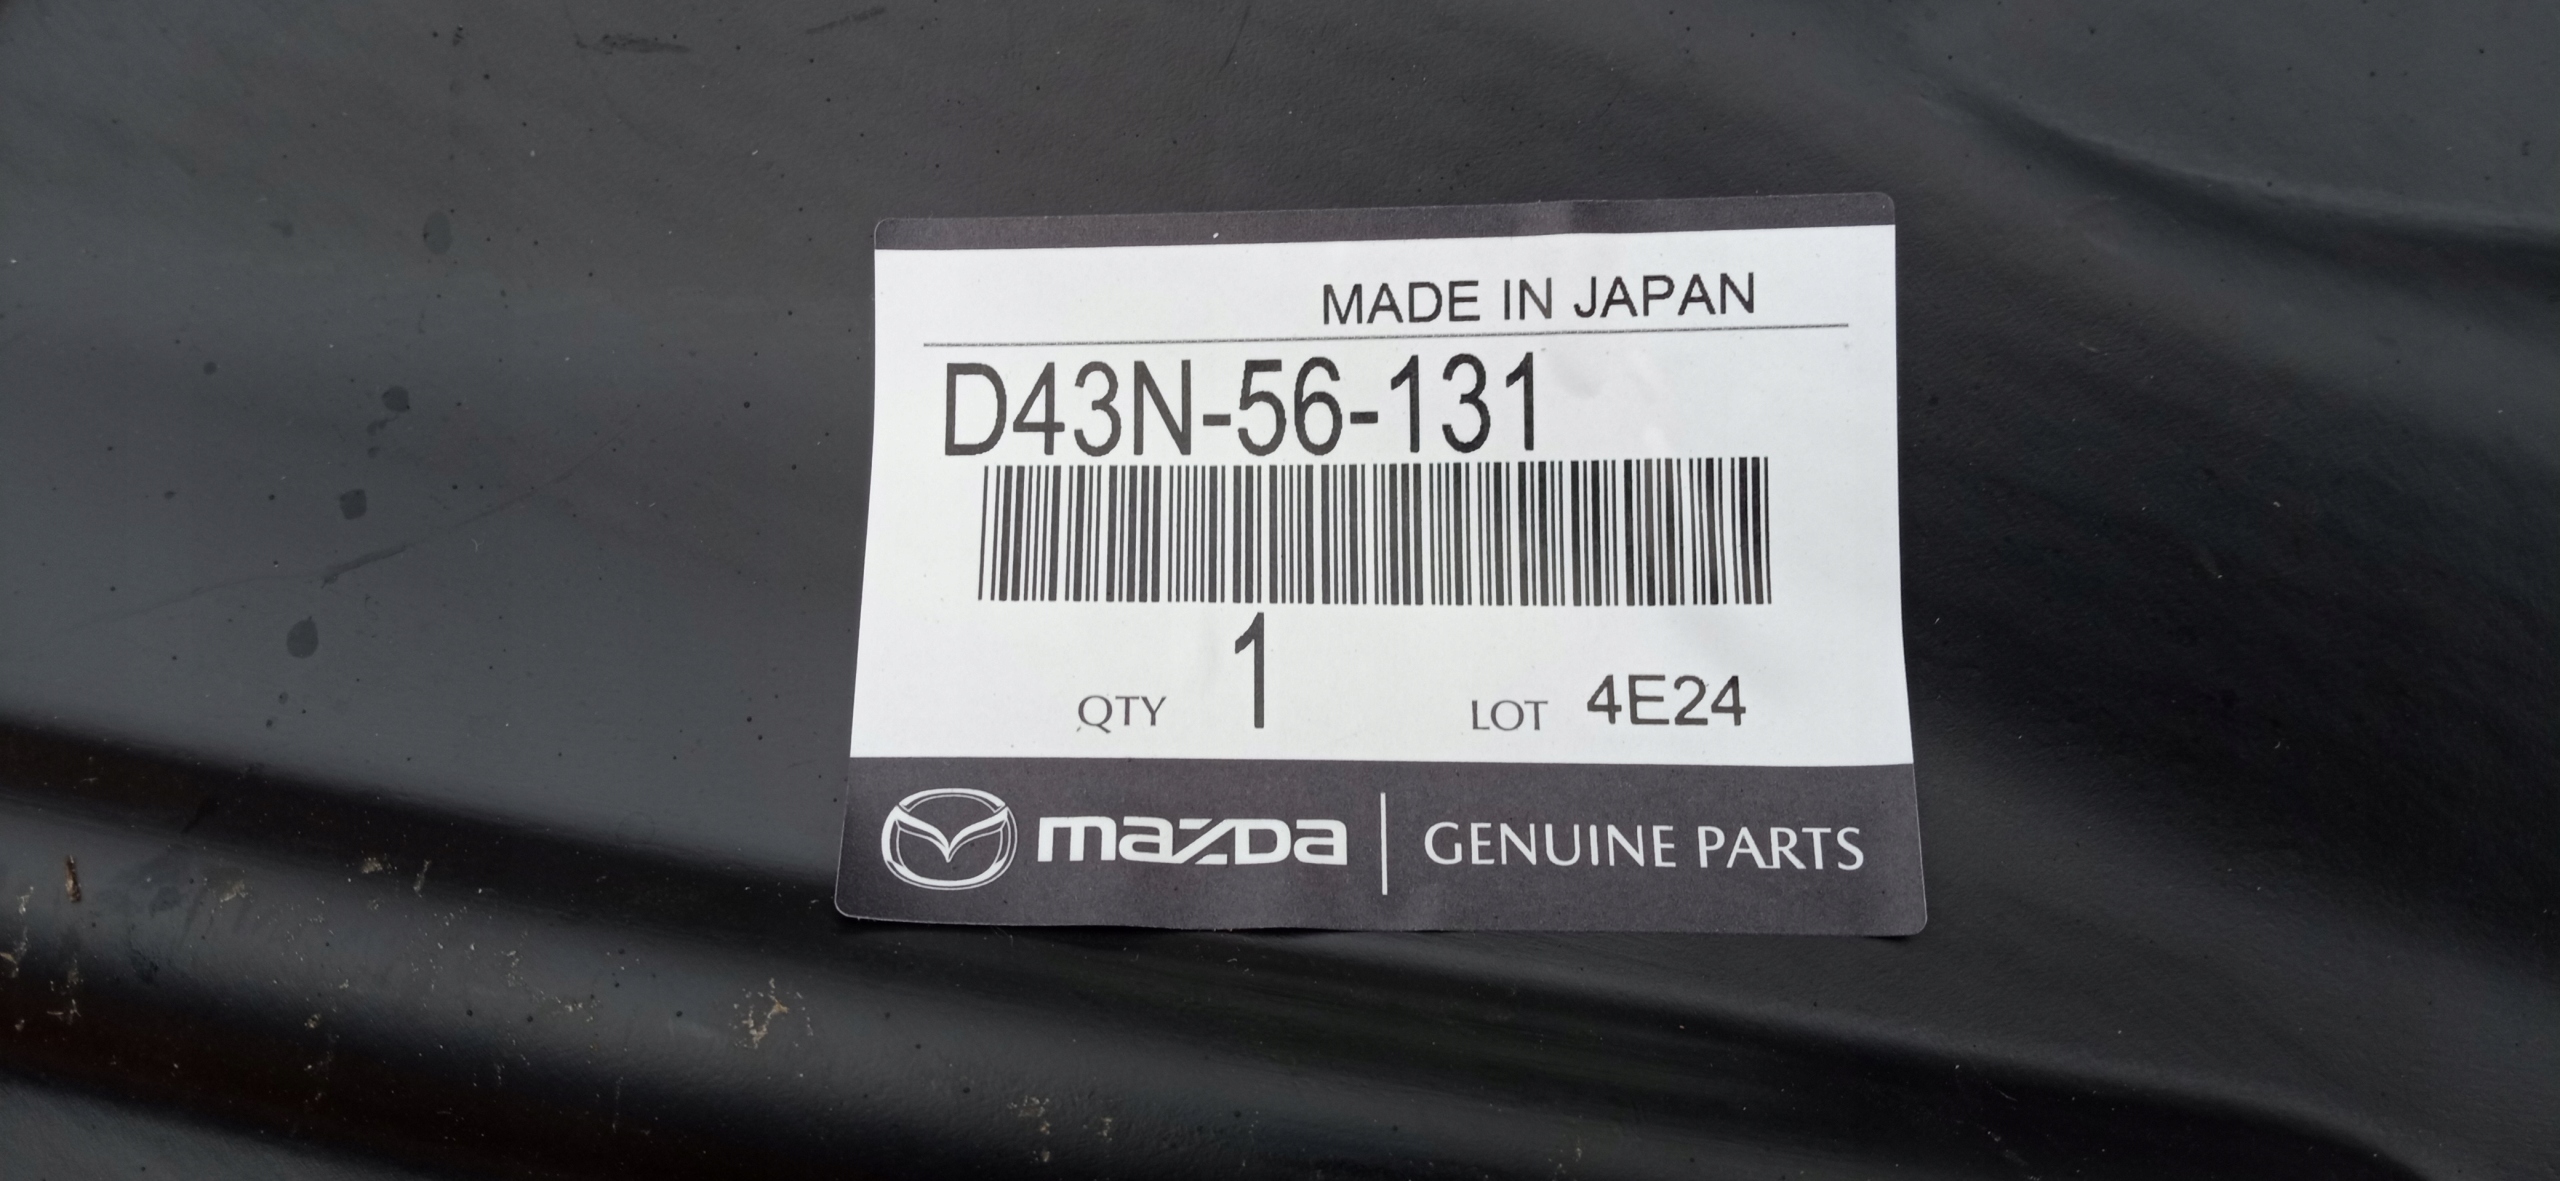 MADE IN JAPAN
D43N-56-131
QTY 1 LOT 4E24
mazda GENUINE PARTS